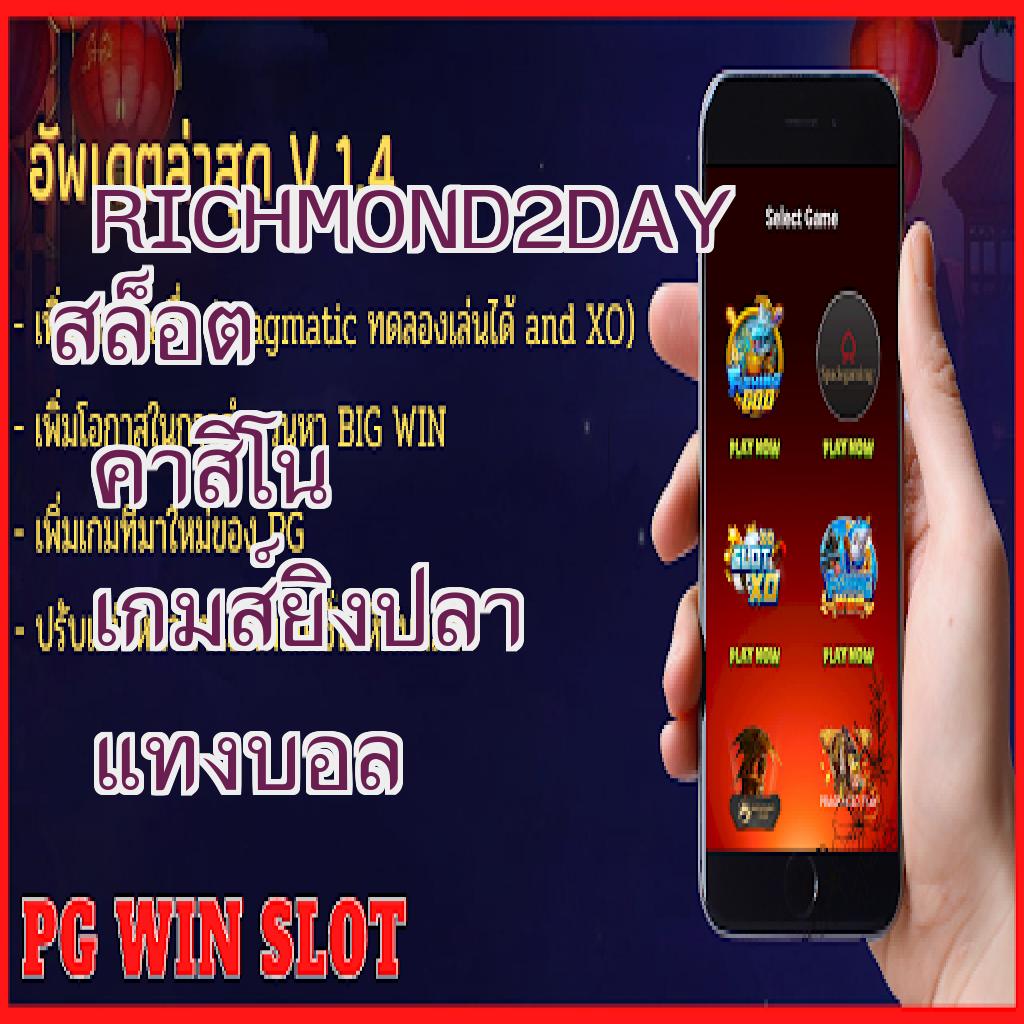 อัพเดตล่าสุด V 1.4
RICHMOND2DAY
Select Game
สล็อต
ทดลองเล่นได้ and XO)
คาสิโน
- เพิ่มโอกาสใน BIG WIN
PLAY NOW PLAY NOW
- เพิ่มเกมที่มาใหม่ของ PG
SLOT XO
เกมส์ยิงปลา
PLAY NOW PLAY NOW
แทงบอล
PG WIN SLOT